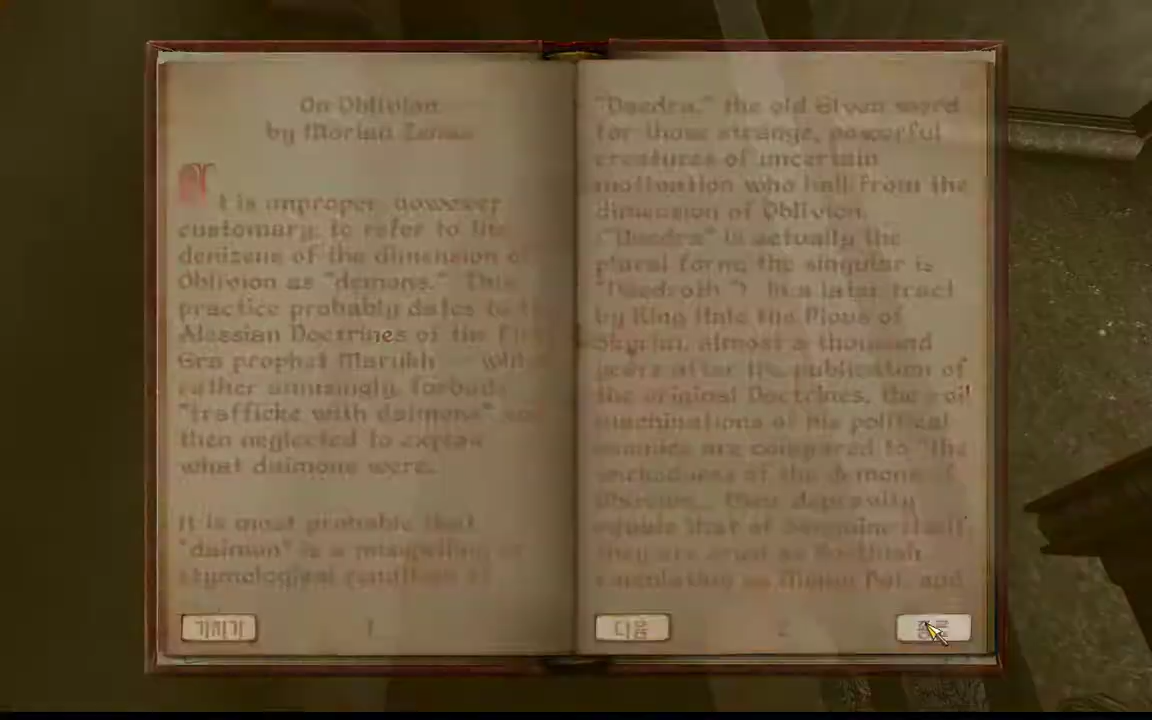 On Oblivion
by Morian Zenas
t is improper, however
customary, to refer to the
denizens of the dimension of
Oblivion as "demons." This
practice probably dates to the
Alessian Doctrines of the First
Era prophet Marukh -- who
rather amusingly, forbade
"trafficke with daimons" and
then neglected to explain
what daimons were.
It is most probable that
"daimon" is a misspelling or
etymological rendition of
1
"Daedra," the old Elven word
for those strange, powerful
creatures of uncertain
motivation who hail from the
dimension of Oblivion.
("Daedra" is actually the
plural form; the singular is
"Daedroth.") In a later tract
by King Hale the Pious of
Skyrim, almost a thousand
years after the publication of
the original Doctrines, the evil
machinations of his political
enemies are compared to "the
wickedness of the demons of
Oblivion... their depravity
equals that of Sanguine itself,
they are cruel as Boethiah,
calculating as Molag Bal, and
다음
2